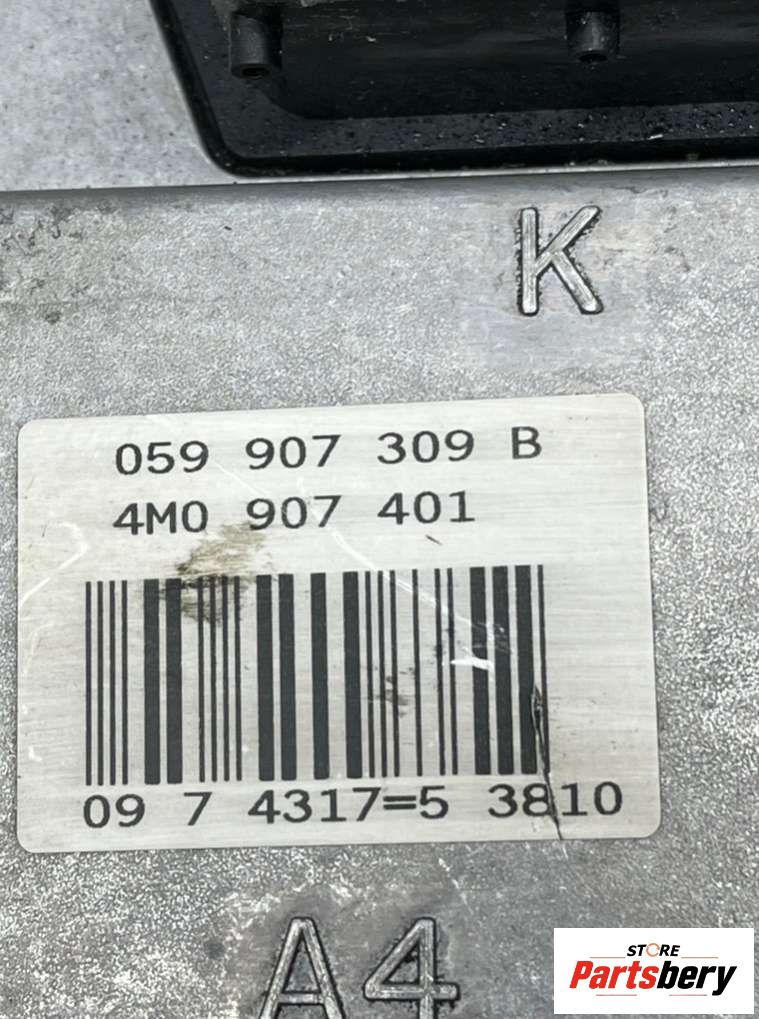 K
059 907 309 B
4M0 907 401
09 7 4317=5 3810
A4
STORE
Partsbery